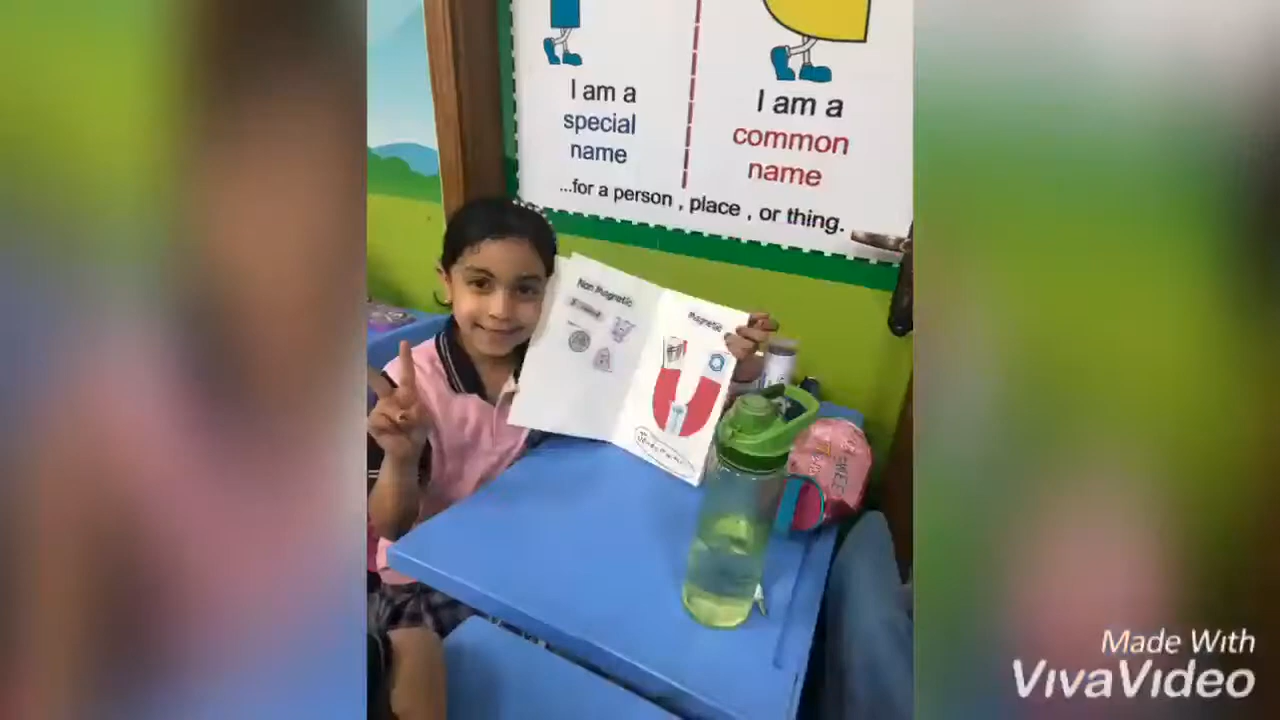 I am a
special
name
I am a
common
name
...for a person , place , or thing.
Non Magnetic
Magnetic
Made With
VivaVideo